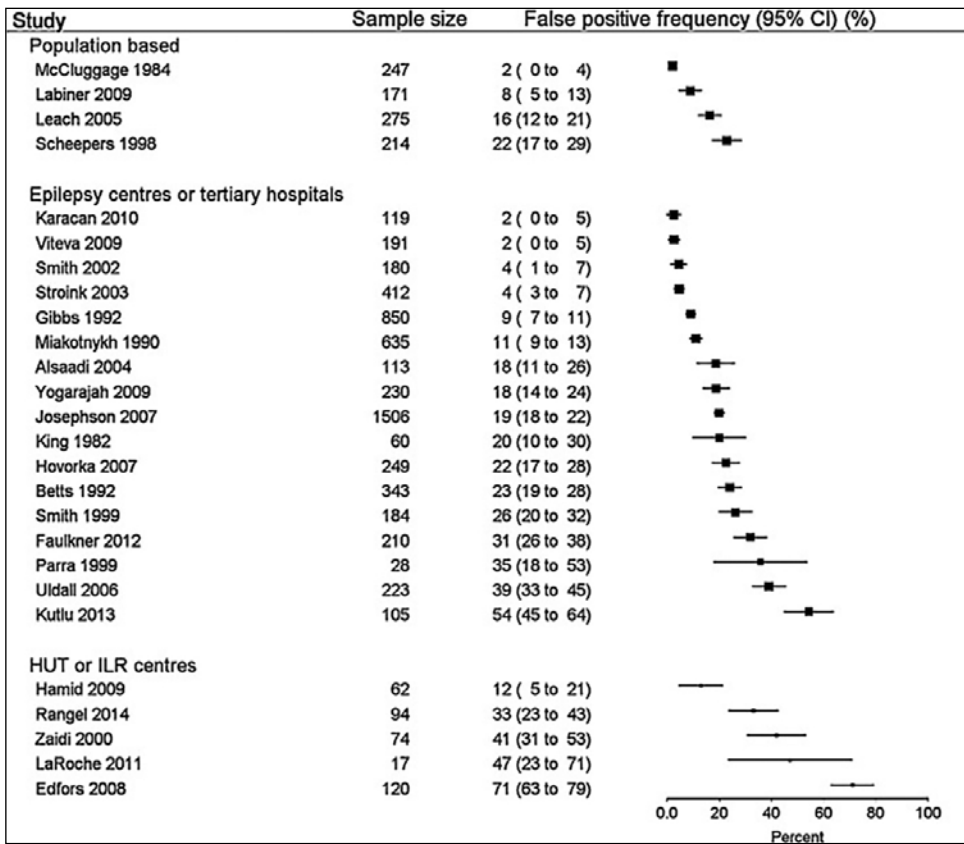 Study Sample size False positive frequency (95% CI) (%)
Population based
McCluggage 1984 247 2 ( 0 to 4)
Labiner 2009 171 8 ( 5 to 13)
Leach 2005 275 16 (12 to 21)
Scheepers 1998 214 22 (17 to 29)
Epilepsy centres or tertiary hospitals
Karacan 2010 119 2 ( 0 to 5)
Viteva 2009 191 2 ( 0 to 5)
Smith 2002 180 4 ( 1 to 7)
Stroink 2003 412 4 ( 3 to 7)
Gibbs 1992 850 9 ( 7 to 11)
Miakotnykh 1990 635 11 ( 9 to 13)
Alsaadi 2004 113 18 (11 to 26)
Yogarajah 2009 230 18 (14 to 24)
Josephson 2007 1506 19 (18 to 22)
King 1982 60 20 (10 to 30)
Hovorka 2007 249 22 (17 to 28)
Betts 1992 343 23 (19 to 28)
Smith 1999 184 26 (20 to 32)
Faulkner 2012 210 31 (26 to 38)
Parra 1999 28 35 (18 to 53)
Uldall 2006 223 39 (33 to 45)
Kutlu 2013 105 54 (45 to 64)
HUT or ILR centres
Hamid 2009 62 12 ( 5 to 21)
Rangel 2014 94 33 (23 to 43)
Zaidi 2000 74 41 (31 to 53)
LaRoche 2011 17 47 (23 to 71)
Edfors 2008 120 71 (63 to 79)
0.0 20 40 60 80 100
Percent